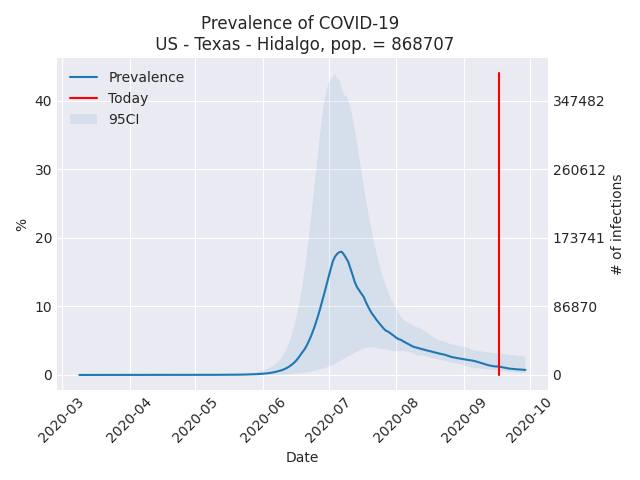 Prevalence of COVID-19
US - Texas - Hidalgo, pop. = 868707
Prevalence
Today
95CI
40
30
20
10
0
%
347482
260612
173741
86870
0
# of infections
2020-03
2020-04
2020-05
2020-06
2020-07
2020-08
2020-09
2020-10
Date